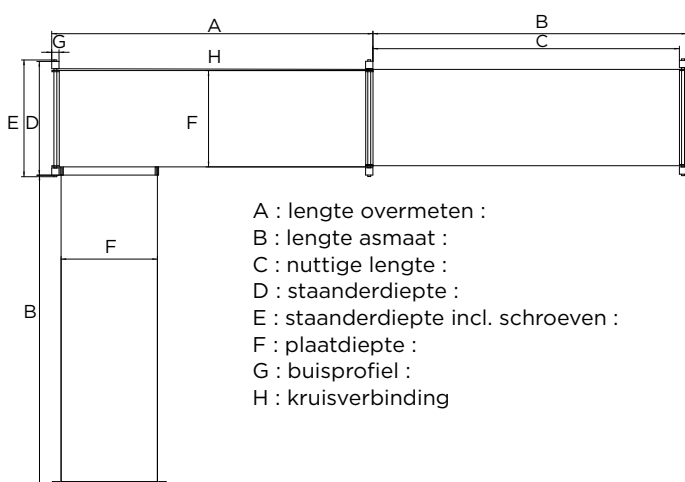 A
B
G
C
H
E
D
F
F
B
A : lengte overmeten :
B : lengte asmaat :
C : nuttige lengte :
D : staanderdiepte :
E : staanderdiepte incl. schroeven :
F : plaatdiepte :
G : buisprofiel :
H : kruisverbinding